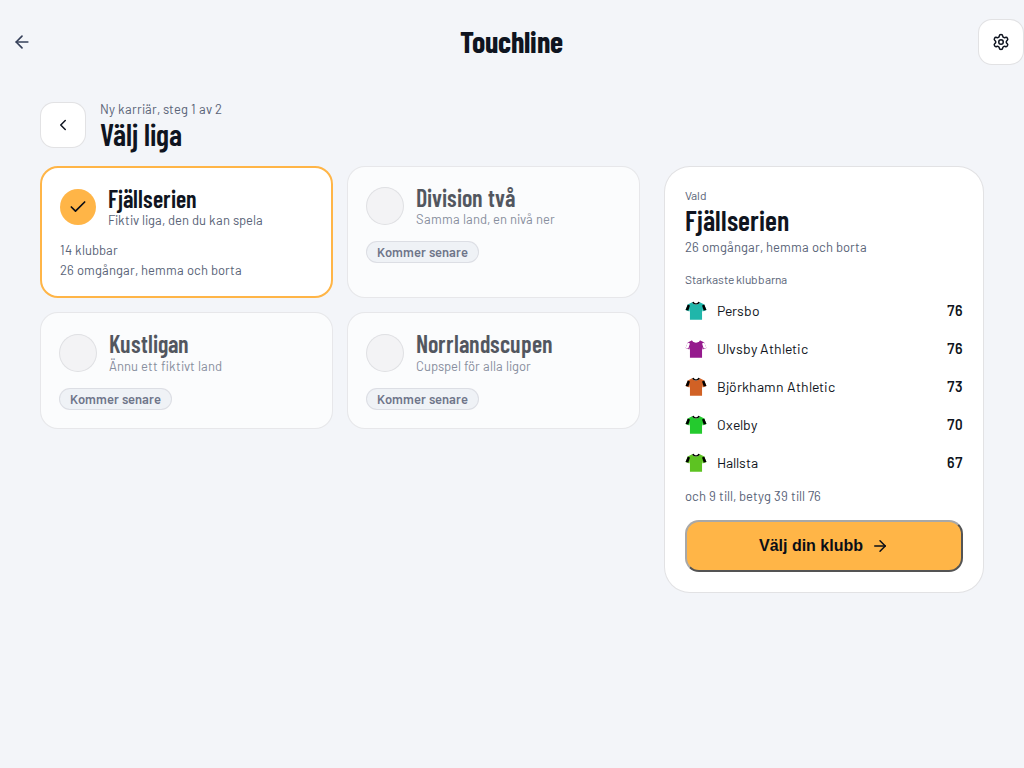 Touchline
Ny karriär, steg 1 av 2
Välj liga
Fjällserien
Fiktiv liga, den du kan spela
14 klubbar
26 omgångar, hemma och borta
Division två
Samma land, en nivå ner
Kommer senare
Kustligan
Ännu ett fiktivt land
Kommer senare
Norrlandscupen
Cupspel för alla ligor
Kommer senare
Vald
Fjällserien
26 omgångar, hemma och borta
Starkaste klubbarna
Persbo 76
Ulvsby Athletic 76
Björkhamn Athletic 73
Oxelby 70
Hallsta 67
och 9 till, betyg 39 till 76
Välj din klubb